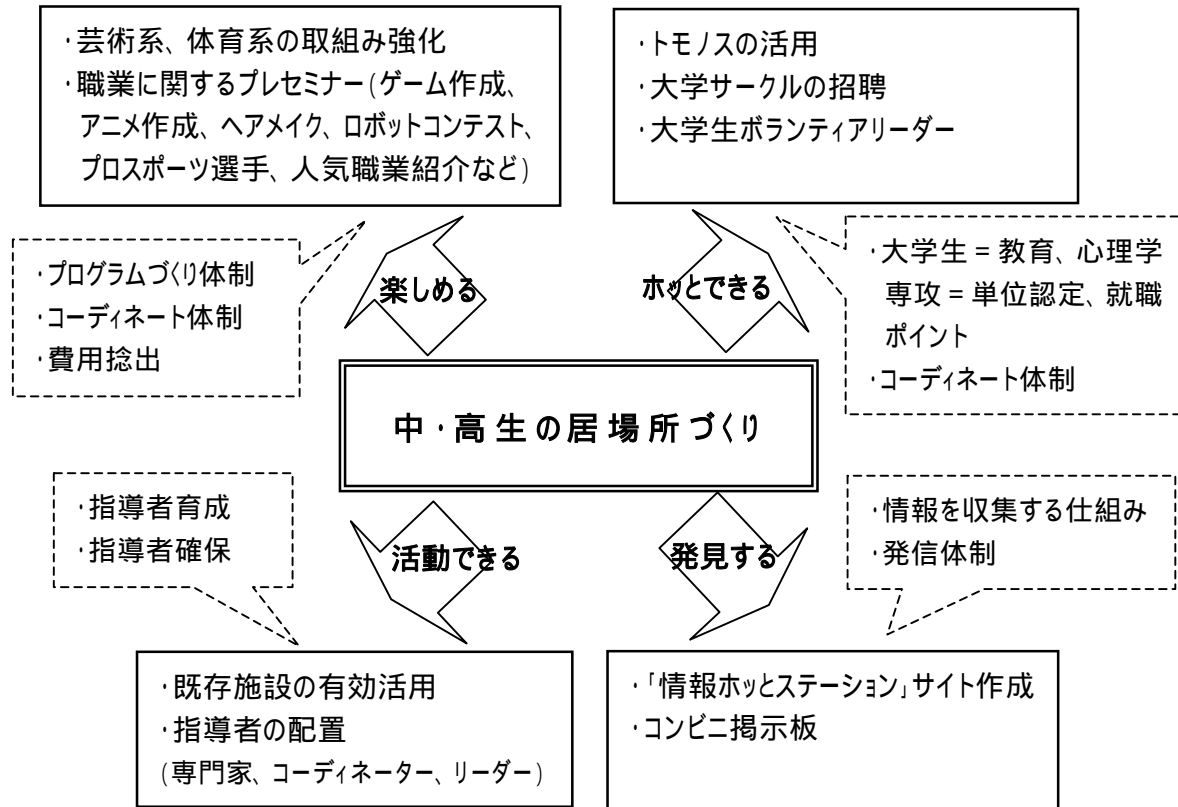 ・芸術系、体育系の取組み強化
・職業に関するプレセミナー(ゲーム作成、
アニメ作成、ヘアメイク、ロボットコンテスト、
プロスポーツ選手、人気職業紹介など)
・トモノスの活用
・大学サークルの招聘
・大学生ボランティアリーダー
・プログラムづくり体制
・コーディネート体制
・費用捻出
楽しめる
ホッとできる
・大学生=教育、心理学
専攻=単位認定、就職
ポイント
・コーディネート体制
中・高生の居場所づくり
・指導者育成
・指導者確保
活動できる
発見する
・情報を収集する仕組み
・発信体制
・既存施設の有効活用
・指導者の配置
(専門家、コーディネーター、リーダー)
・「情報ホッとステーション」サイト作成
・コンビニ掲示板